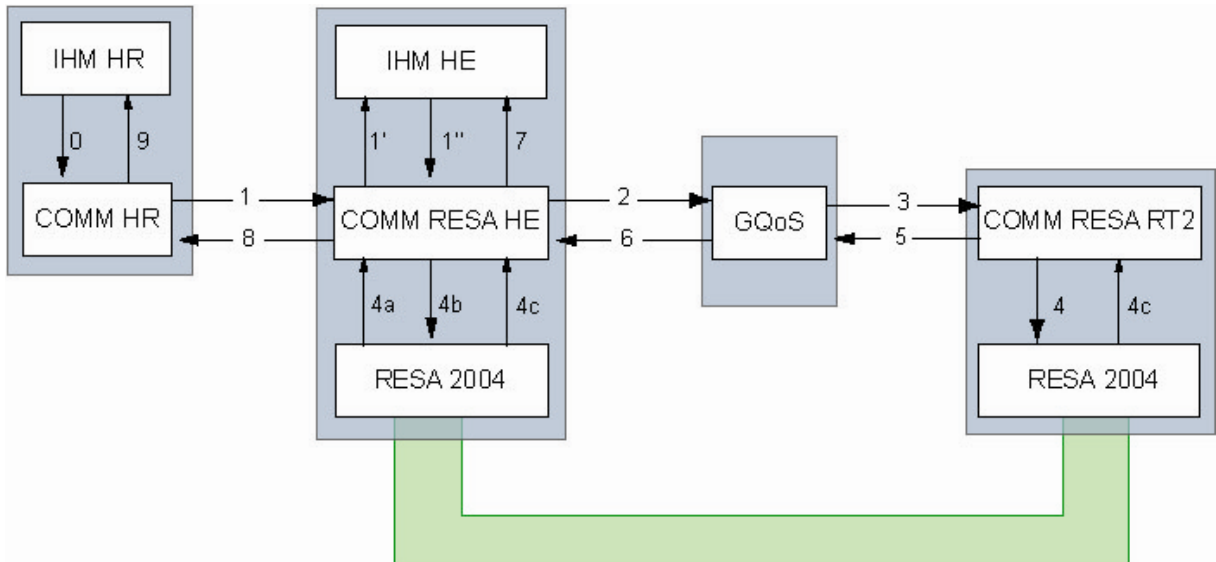 IHM HR
IHM HE
0
9
1'
1"
7
COMM HR
1
8
COMM RESA HE
2
6
GQoS
3
5
COMM RESA RT2
4a
4b
4c
4
4c
RESA 2004
RESA 2004